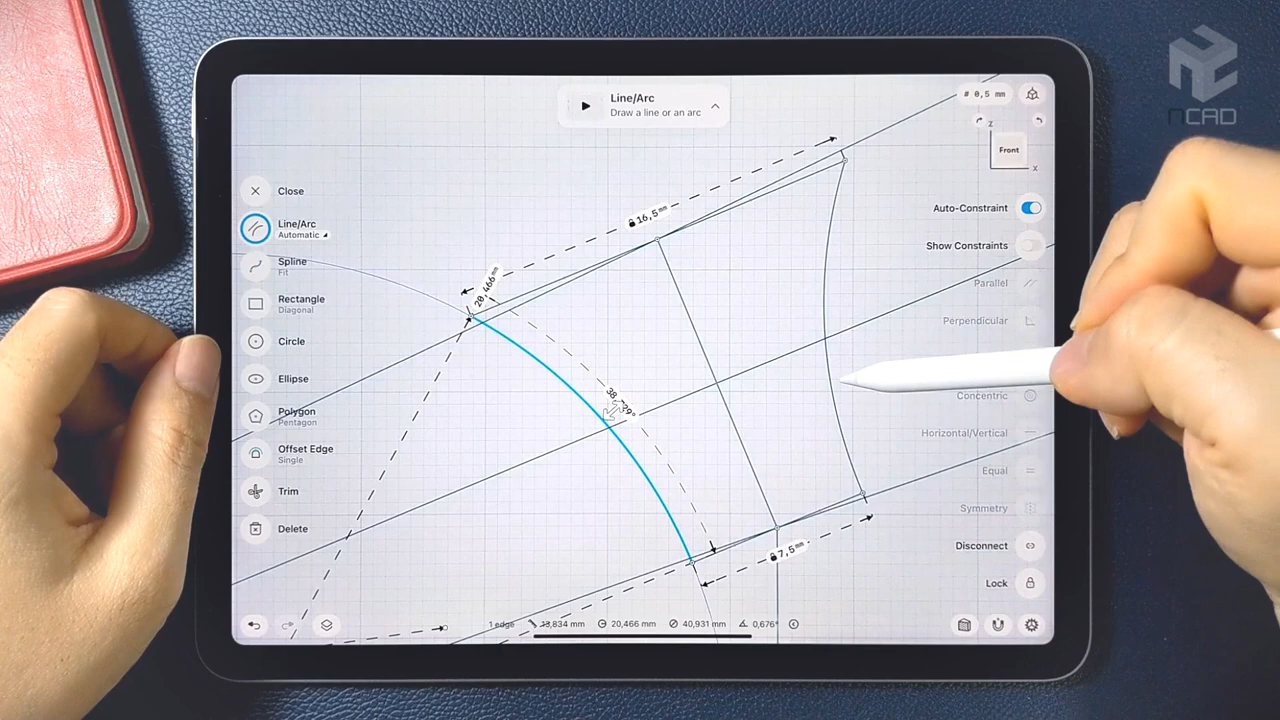 NCAD
Line/Arc
Draw a line or an arc
# 0,5 mm
Z
Front
X
Close
Line/Arc
Automatic
Spline
Fit
Rectangle
Diagonal
Circle
Ellipse
Polygon
Pentagon
Offset Edge
Single
Trim
Delete
16,5 mm
20,466 mm
7,5 mm
Auto-Constraint
Show Constraints
Parallel
Perpendicular
Concentric
Horizontal/Vertical
Equal
Symmetry
Disconnect
Lock
1 edge
13,834 mm
20,466 mm
40,931 mm
0,676°